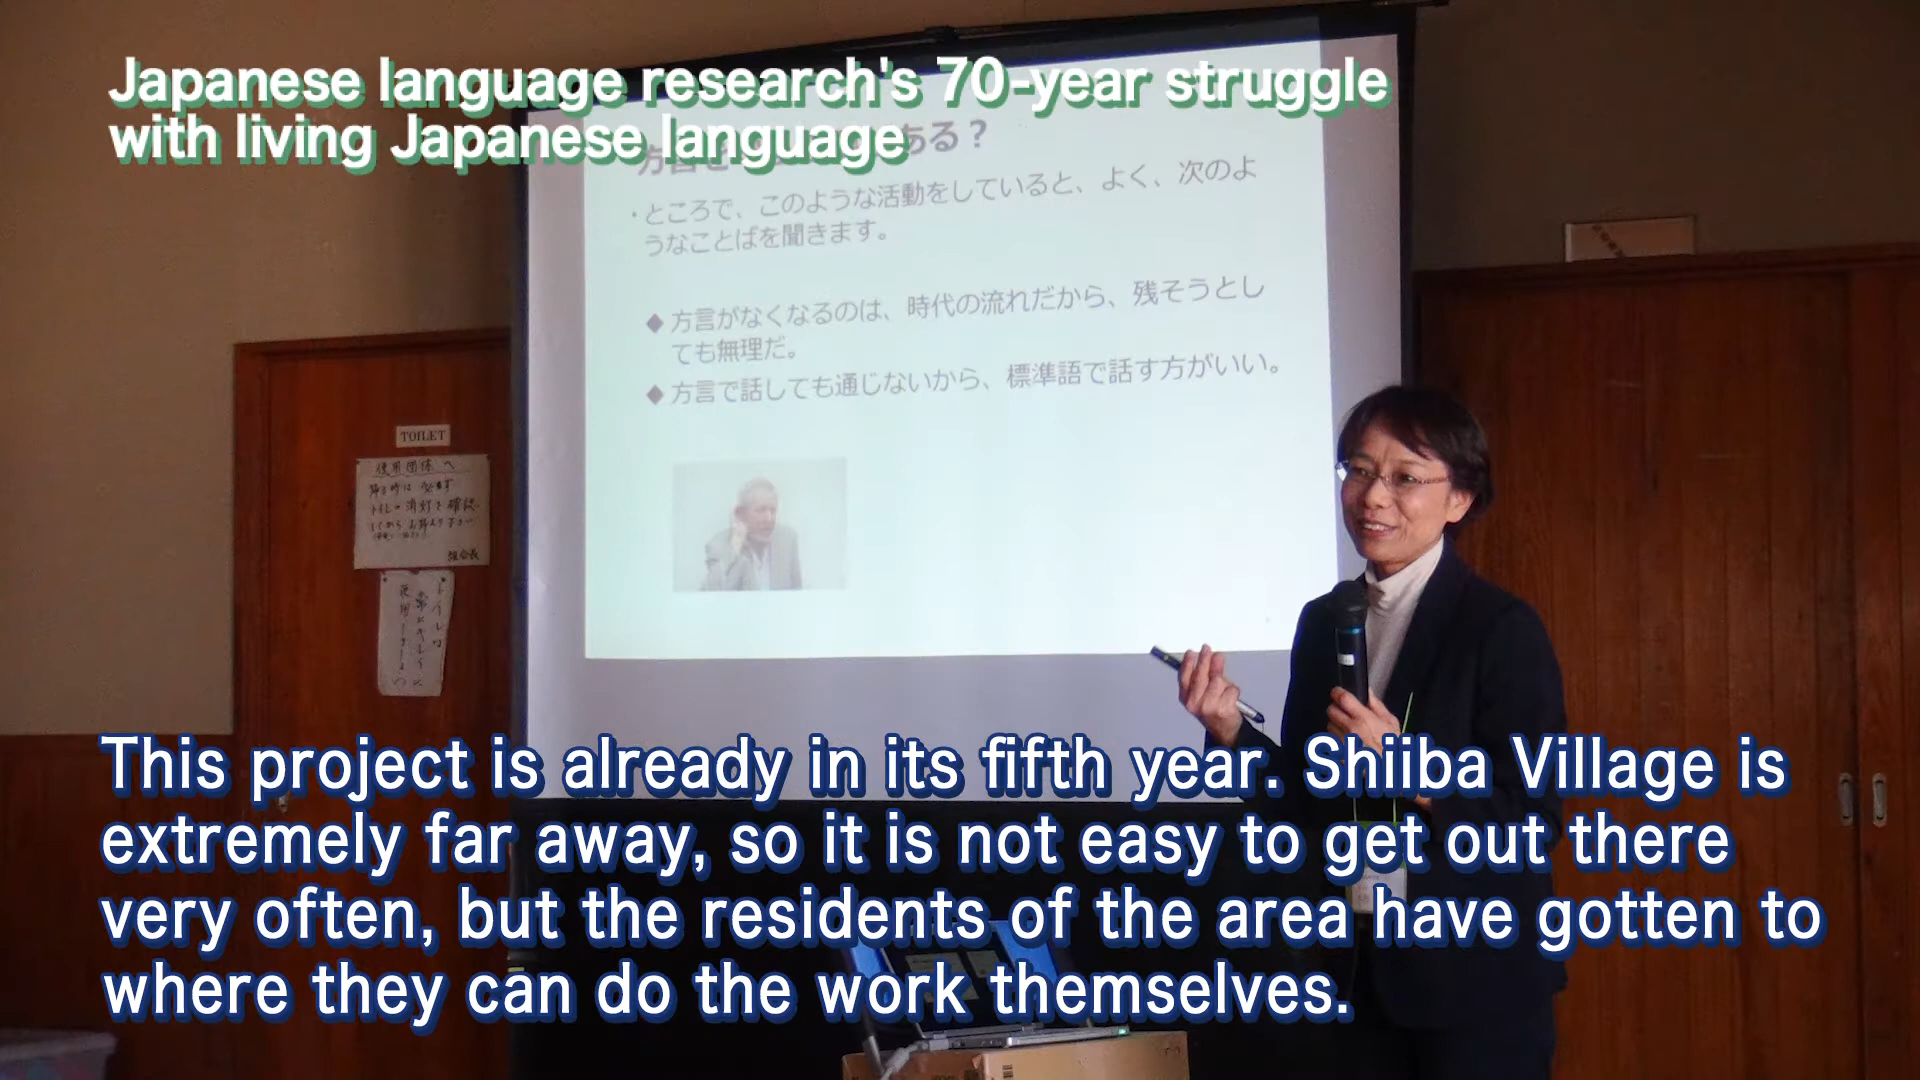 Japanese language research's 70-year struggle
with living Japanese language
ある？
・ところで、このような活動をしていると、よく、次のよ
うなことばを聞きます。
◆ 方言がなくなるのは、時代の流れだから、残そうとし
ても無理だ。
◆ 方言で話しても通じないから、標準語で話す方がいい。
TOILET
使用団体へ
This project is already in its fifth year. Shiiba Village is
extremely far away, so it is not easy to get out there
very often, but the residents of the area have gotten to
where they can do the work themselves.